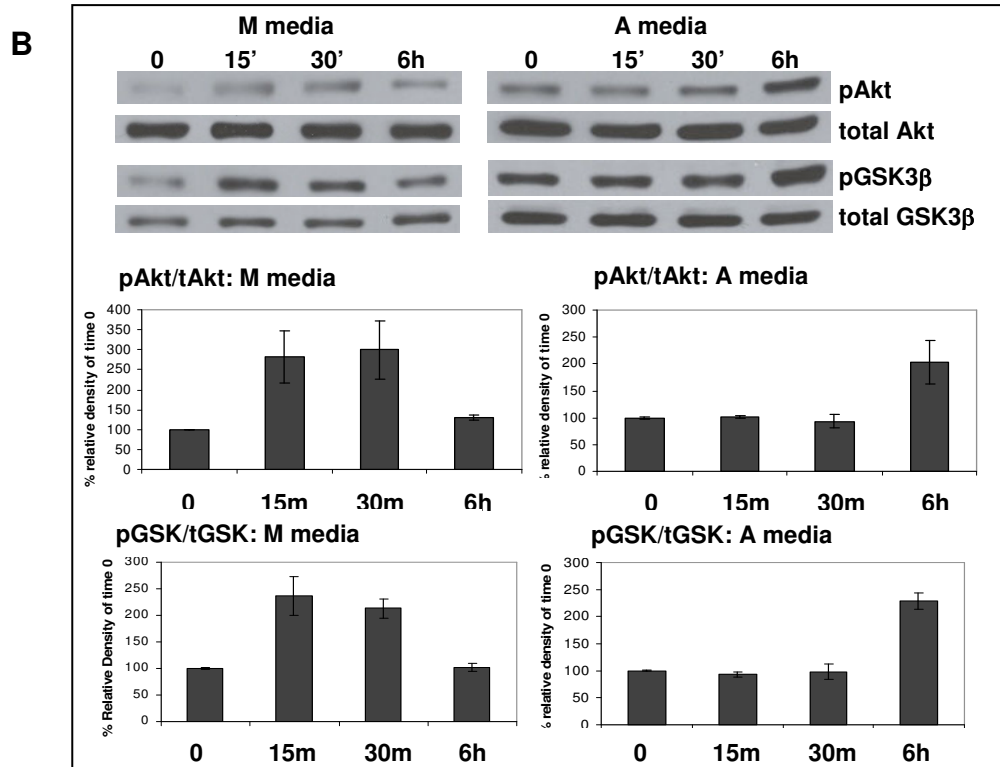 B
M media
A media
0 15' 30' 6h
0 15' 30' 6h
pAkt
total Akt
pGSK3β
total GSK3β
pAkt/tAkt: M media
% relative density of time 0
400
350
300
250
200
150
100
50
0
0 15m 30m 6h
pAkt/tAkt: A media
% relative density of time 0
300
250
200
150
100
50
0
0 15m 30m 6h
pGSK/tGSK: M media
% Relative Density of time 0
300
250
200
150
100
50
0
0 15m 30m 6h
pGSK/tGSK: A media
% relative density of time 0
300
250
200
150
100
50
0
0 15m 30m 6h